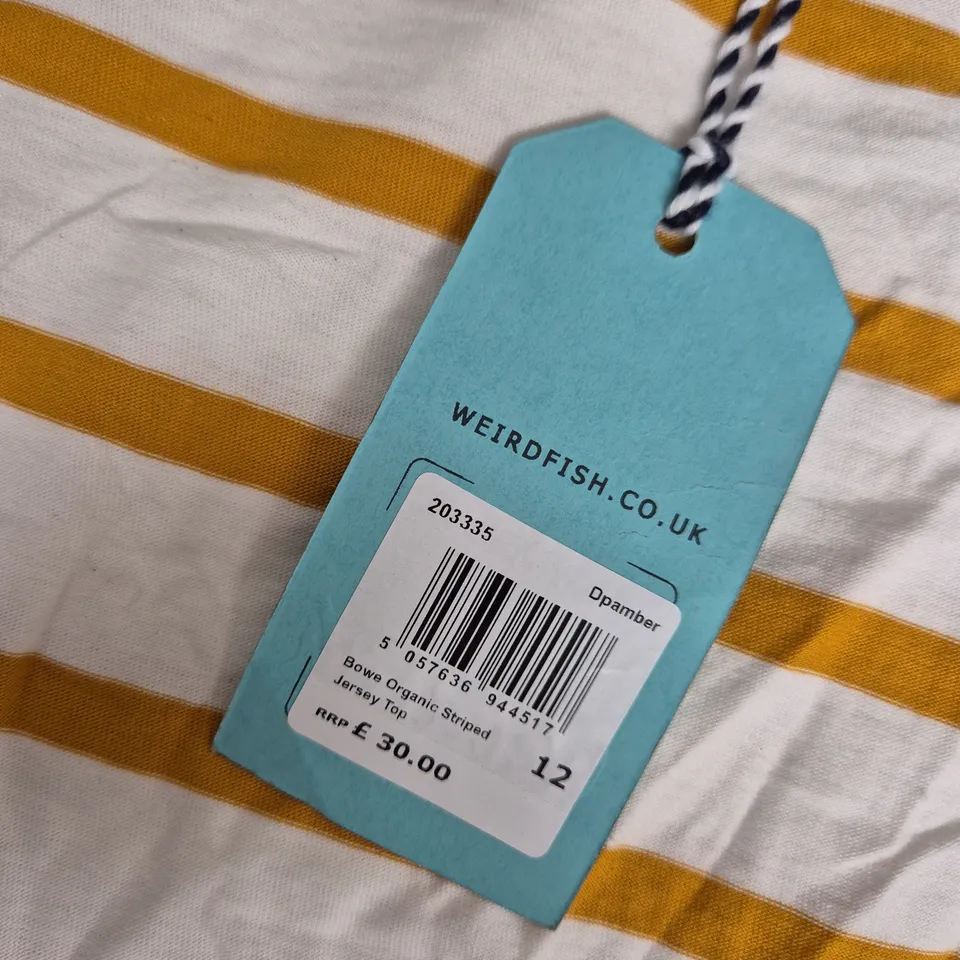 WEIRDFISH.CO.UK
203335
Dpamber
5 057636 944517
Bowe Organic Striped
Jersey Top
RRP £ 30.00
12